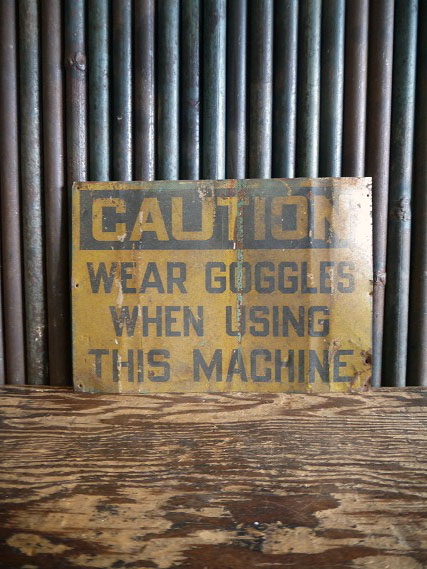 CAUTION
WEAR GOGGLES
WHEN USING
THIS MACHINE